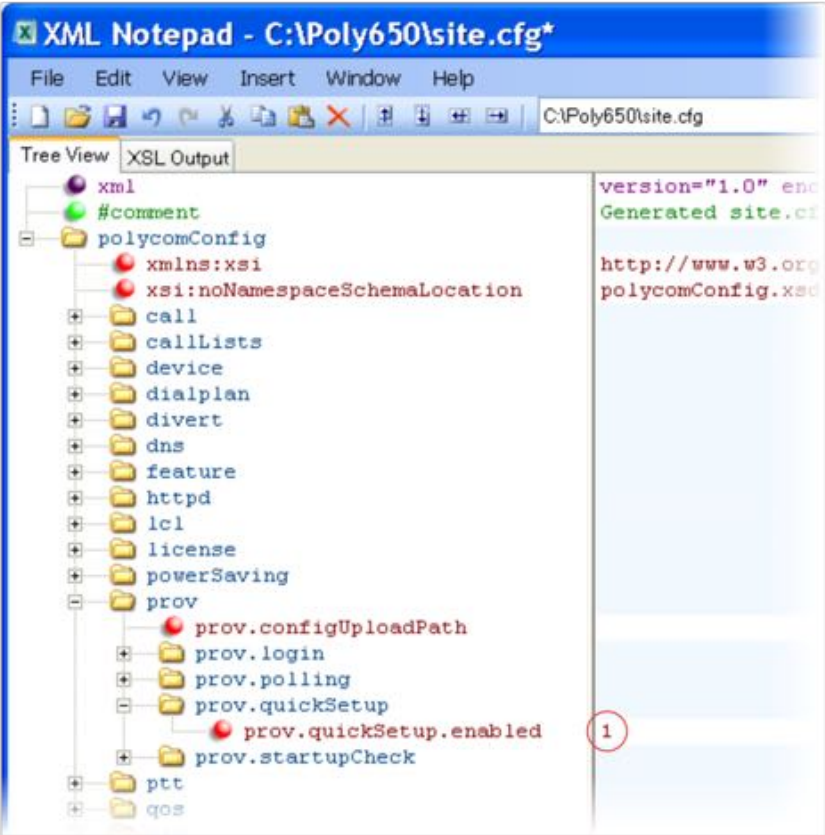 XML Notepad - C:\Poly650\site.cfg*
File Edit View Insert Window Help
C:\Poly650\site.cfg
Tree View XSL Output
xml version="1.0" enc
#comment Generated site.cf
polycomConfig
xmlns:xsi http://www.w3.org
xsi:noNamespaceSchemaLocation polycomConfig.xsd
call
callLists
device
dialplan
divert
dns
feature
httpd
lcl
license
powerSaving
prov
prov.configUploadPath
prov.login
prov.polling
prov.quickSetup
prov.quickSetup.enabled 1
prov.startupCheck
ptt
qos